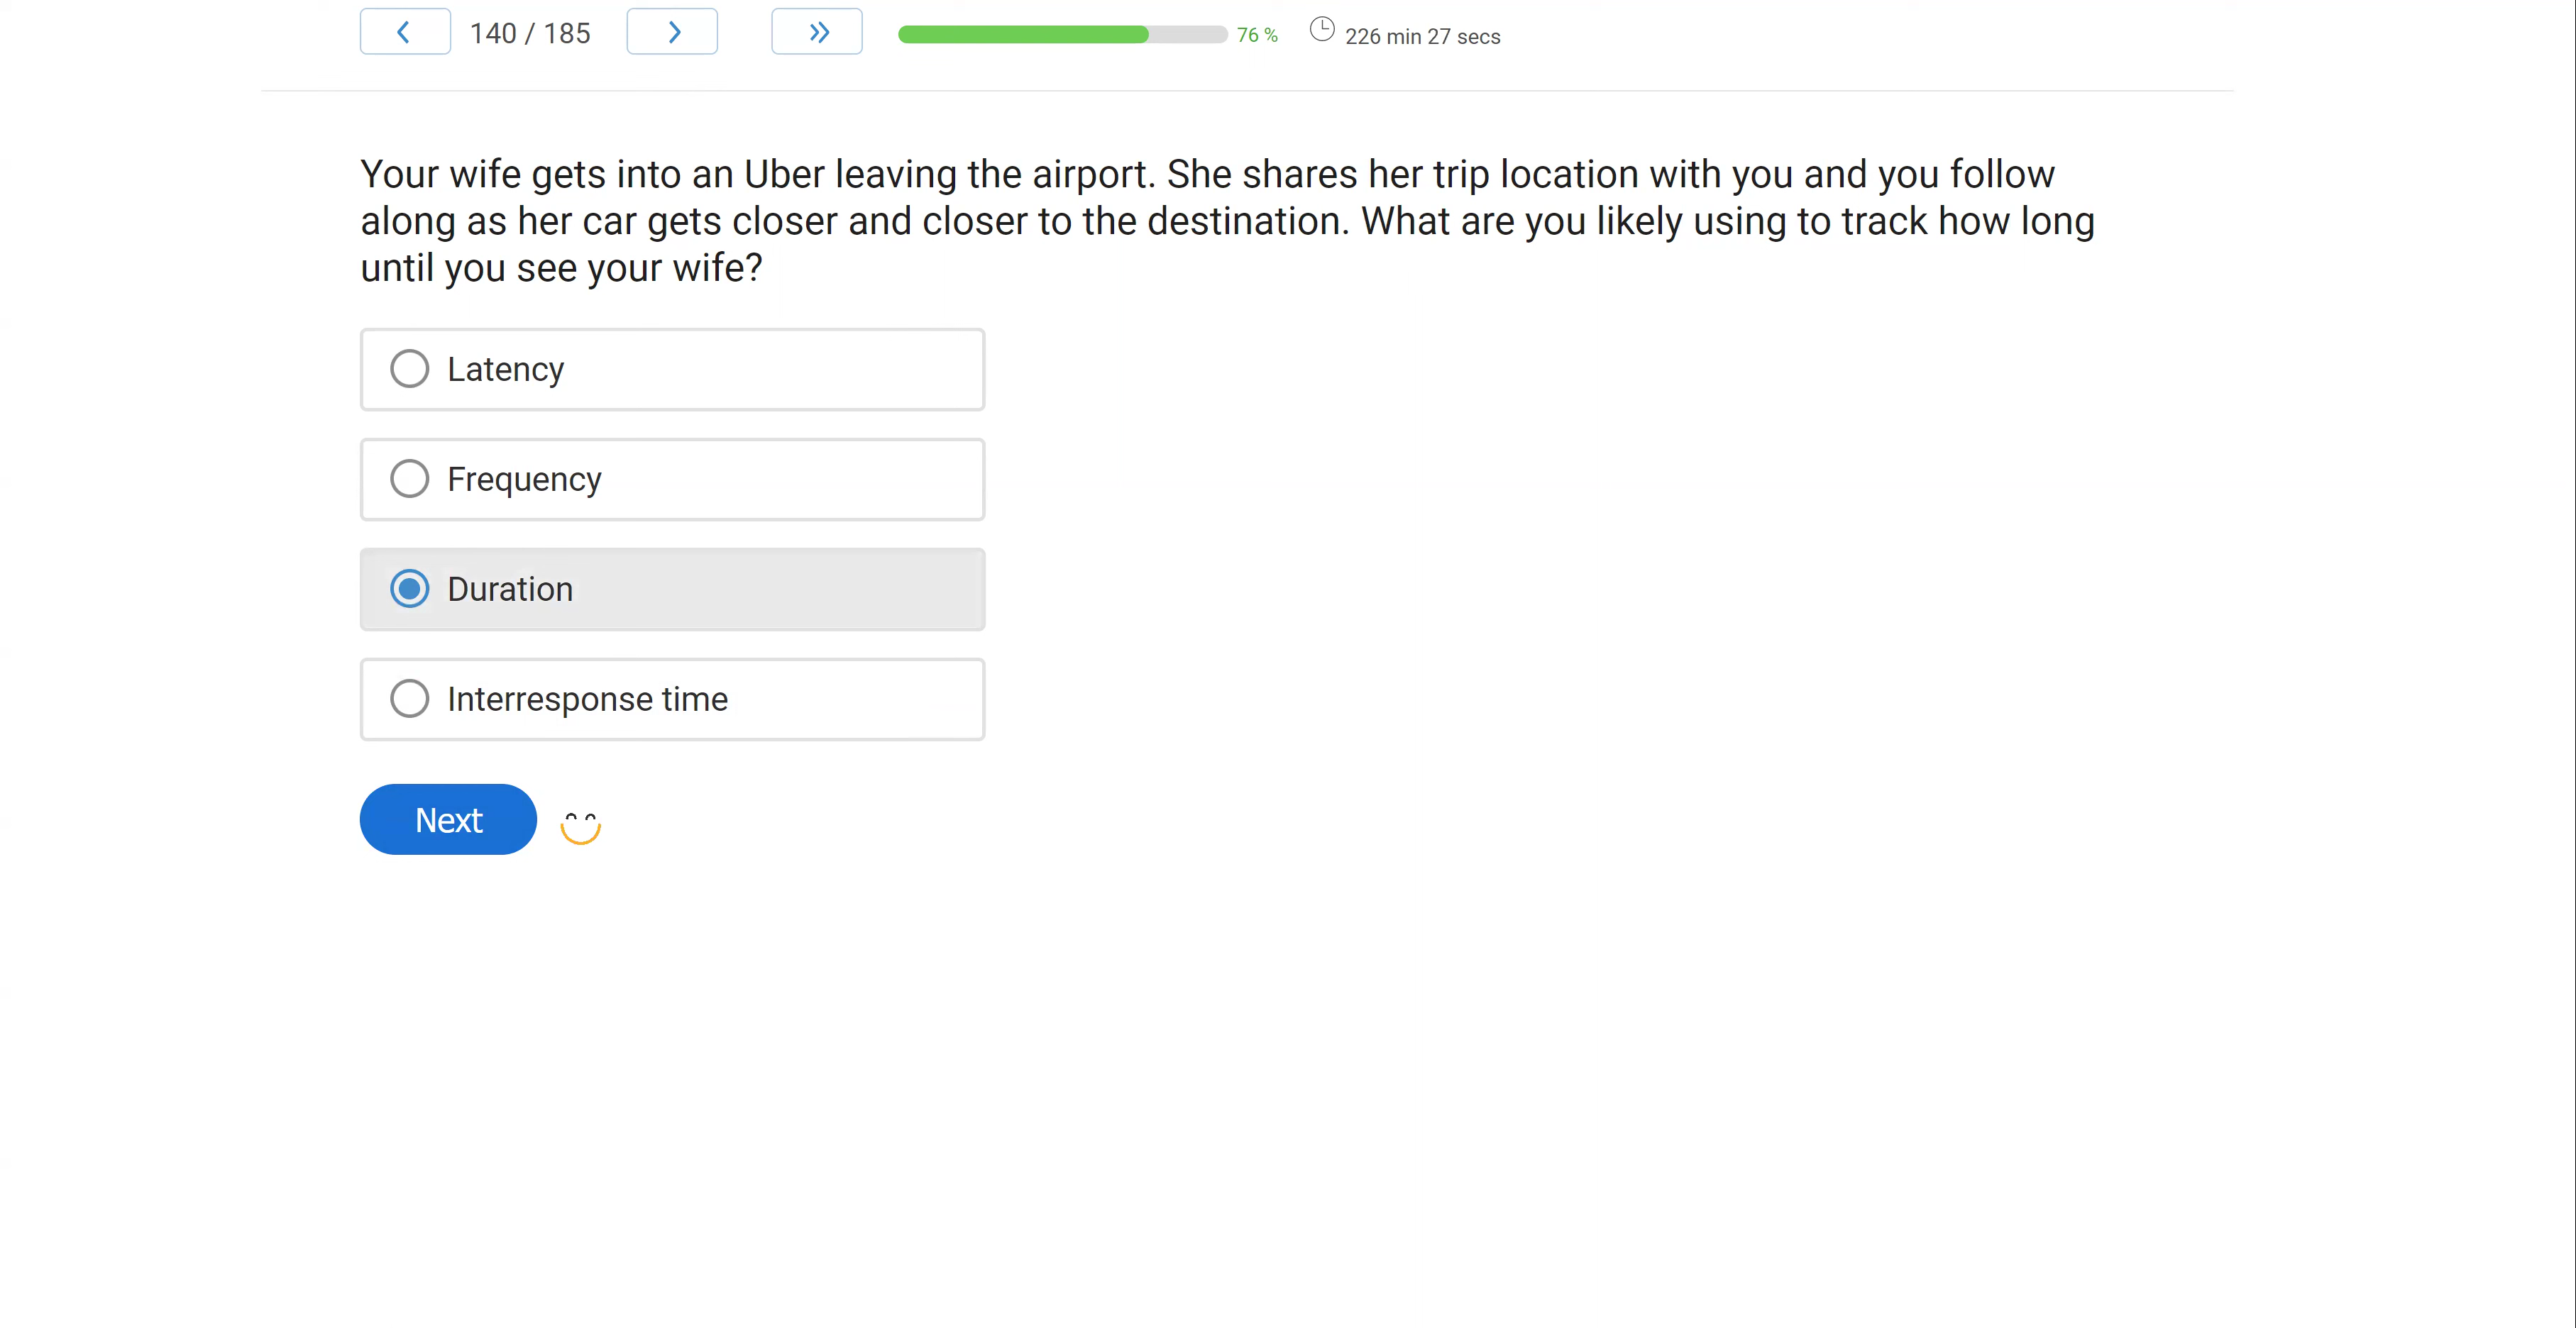 140 / 185
76 %
226 min 27 secs
Your wife gets into an Uber leaving the airport. She shares her trip location with you and you follow
along as her car gets closer and closer to the destination. What are you likely using to track how long
until you see your wife?
Latency
Frequency
Duration
Interresponse time
Next